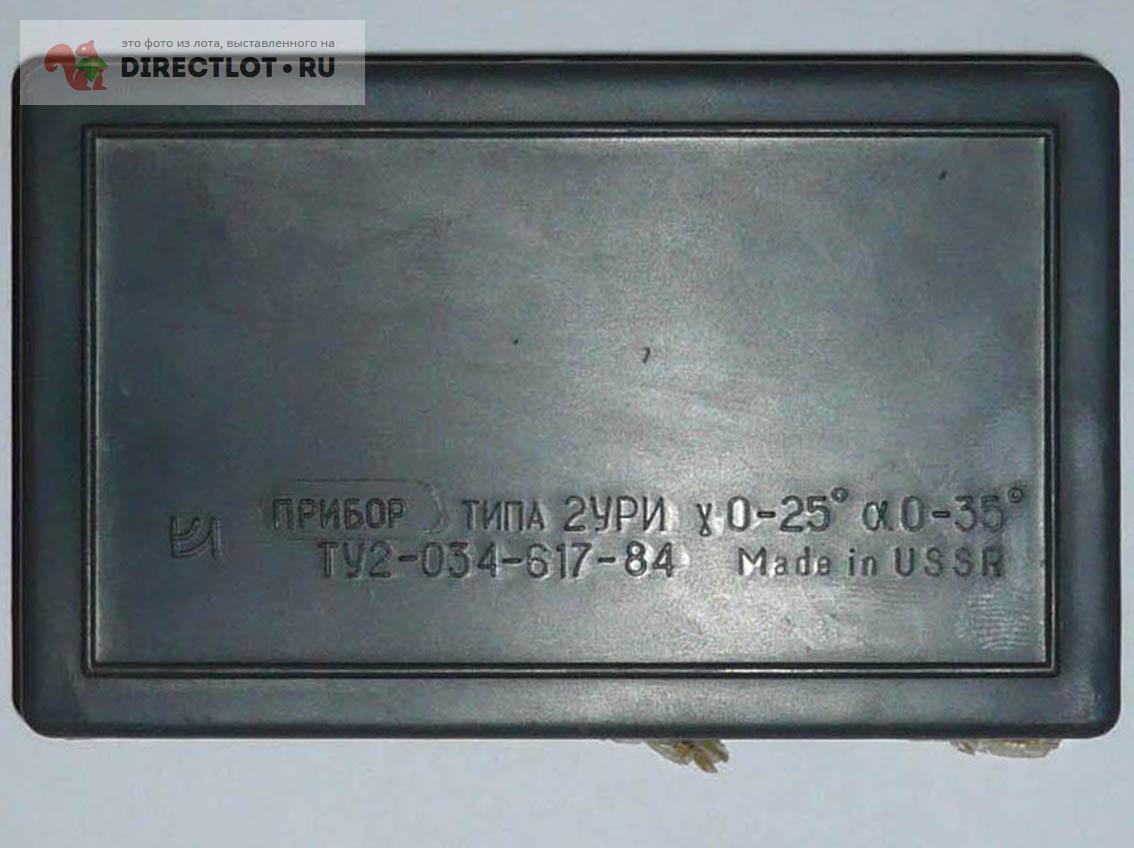 это фото из лота, выставленного на
DIRECTLOT.RU
ПРИБОР ТИПА 2УРИ γ 0-25° α 0-35°
ТУ2-034-617-84 Made in USSR